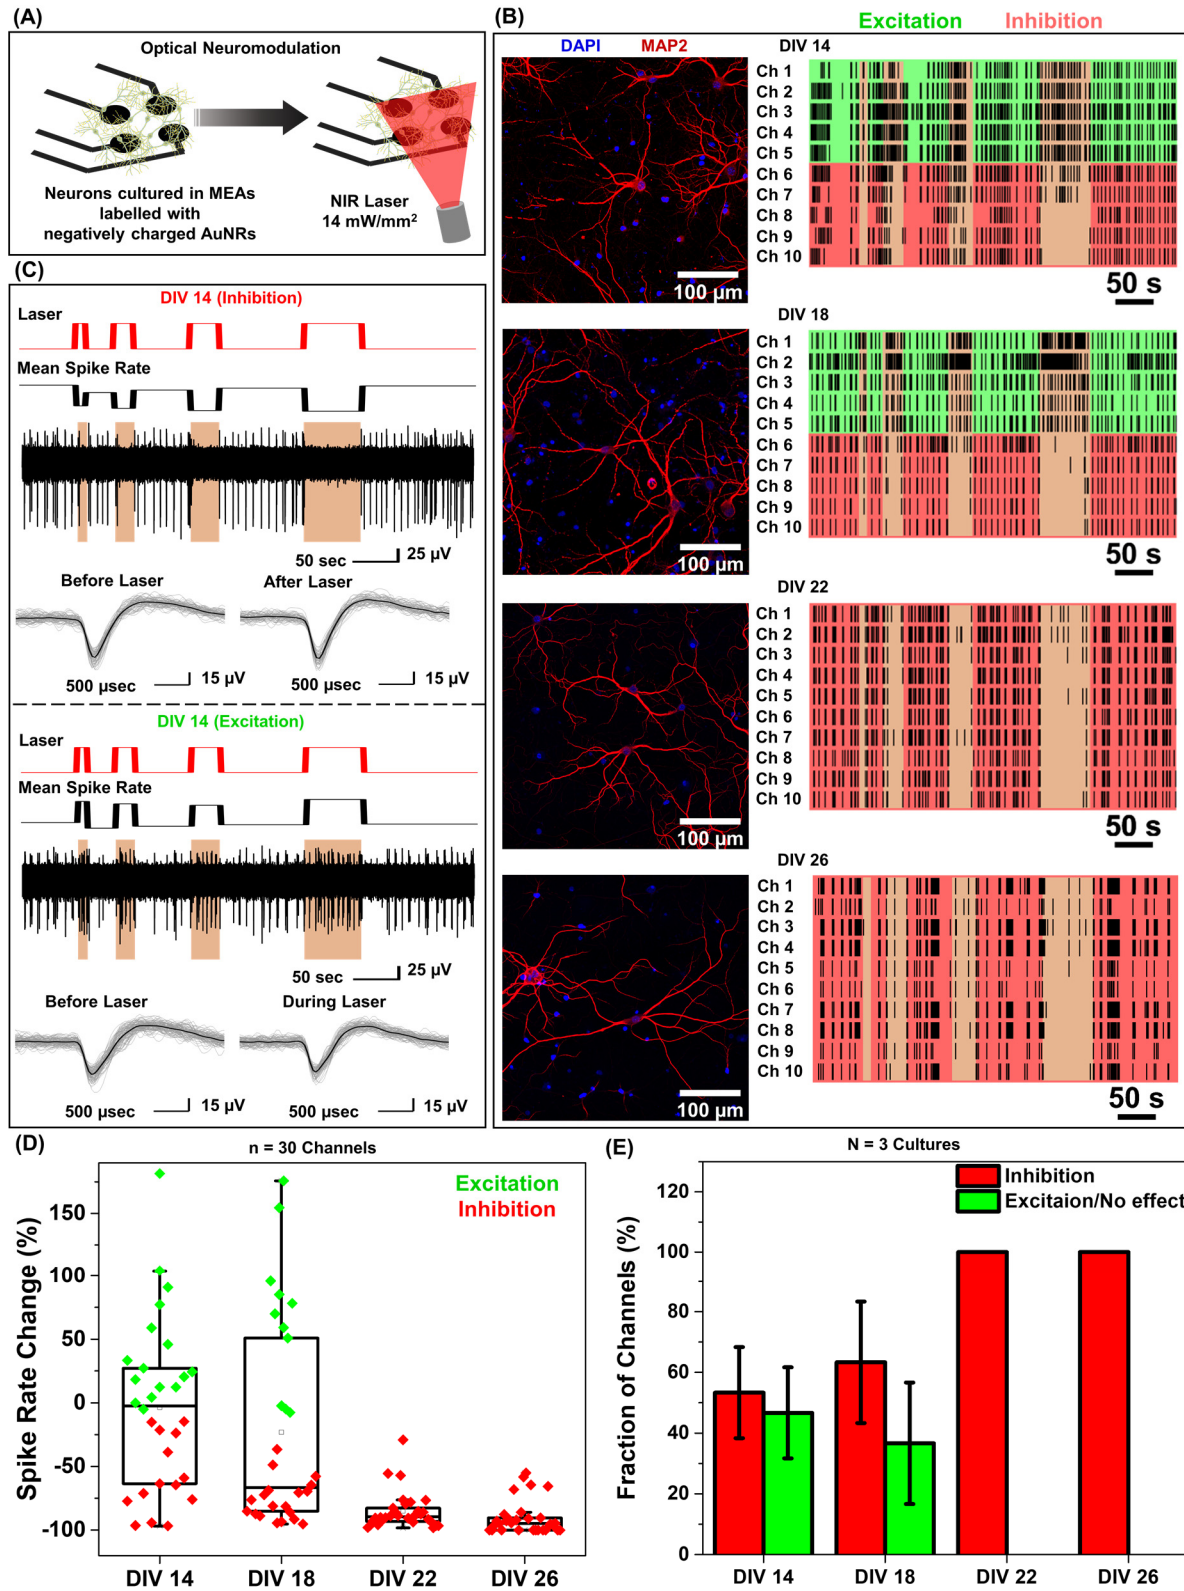 (A)
Optical Neuromodulation
Neurons cultured in MEAs
labelled with
negatively charged AuNRs
NIR Laser
14 mW/mm²
(B)
Excitation Inhibition
DAPI MAP2
DIV 14
Ch 1
Ch 2
Ch 3
Ch 4
Ch 5
Ch 6
Ch 7
Ch 8
Ch 9
Ch 10
100 µm
50 s
DIV 18
Ch 1
Ch 2
Ch 3
Ch 4
Ch 5
Ch 6
Ch 7
Ch 8
Ch 9
Ch 10
100 µm
50 s
DIV 22
Ch 1
Ch 2
Ch 3
Ch 4
Ch 5
Ch 6
Ch 7
Ch 8
Ch 9
Ch 10
100 µm
50 s
DIV 26
Ch 1
Ch 2
Ch 3
Ch 4
Ch 5
Ch 6
Ch 7
Ch 8
Ch 9
Ch 10
100 µm
50 s
(C)
DIV 14 (Inhibition)
Laser
Mean Spike Rate
50 sec 25 µV
Before Laser After Laser
500 µsec 15 µV 500 µsec 15 µV
DIV 14 (Excitation)
Laser
Mean Spike Rate
50 sec 25 µV
Before Laser During Laser
500 µsec 15 µV 500 µsec 15 µV
(D)
n = 30 Channels
Excitation
Inhibition
Spike Rate Change (%)
150
100
50
0
-50
-100
DIV 14 DIV 18 DIV 22 DIV 26
(E)
N = 3 Cultures
Inhibition
Excitaion/No effect
Fraction of Channels (%)
120
100
80
60
40
20
0
DIV 14 DIV 18 DIV 22 DIV 26